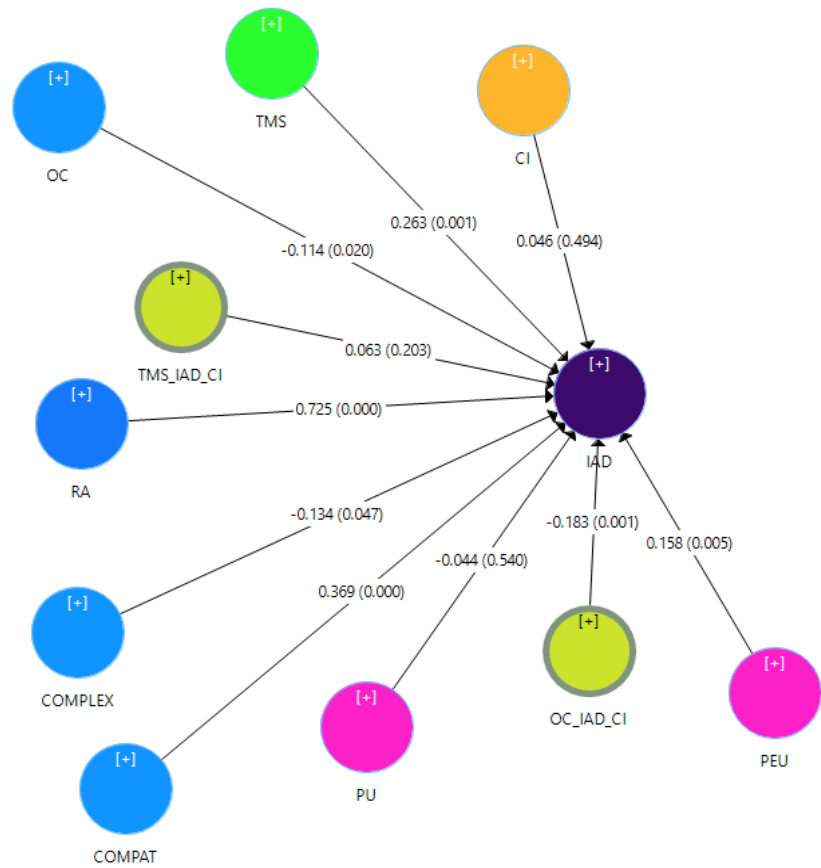 [+]
TMS
[+]
CI
[+]
OC
0.263 (0.001)
0.046 (0.494)
-0.114 (0.020)
[+]
TMS_IAD_CI
0.063 (0.203)
[+]
IAD
[+]
RA
0.725 (0.000)
-0.134 (0.047)
-0.183 (0.001)
0.158 (0.005)
-0.044 (0.540)
0.369 (0.000)
[+]
COMPLEX
[+]
OC_IAD_CI
[+]
PEU
[+]
PU
[+]
COMPAT